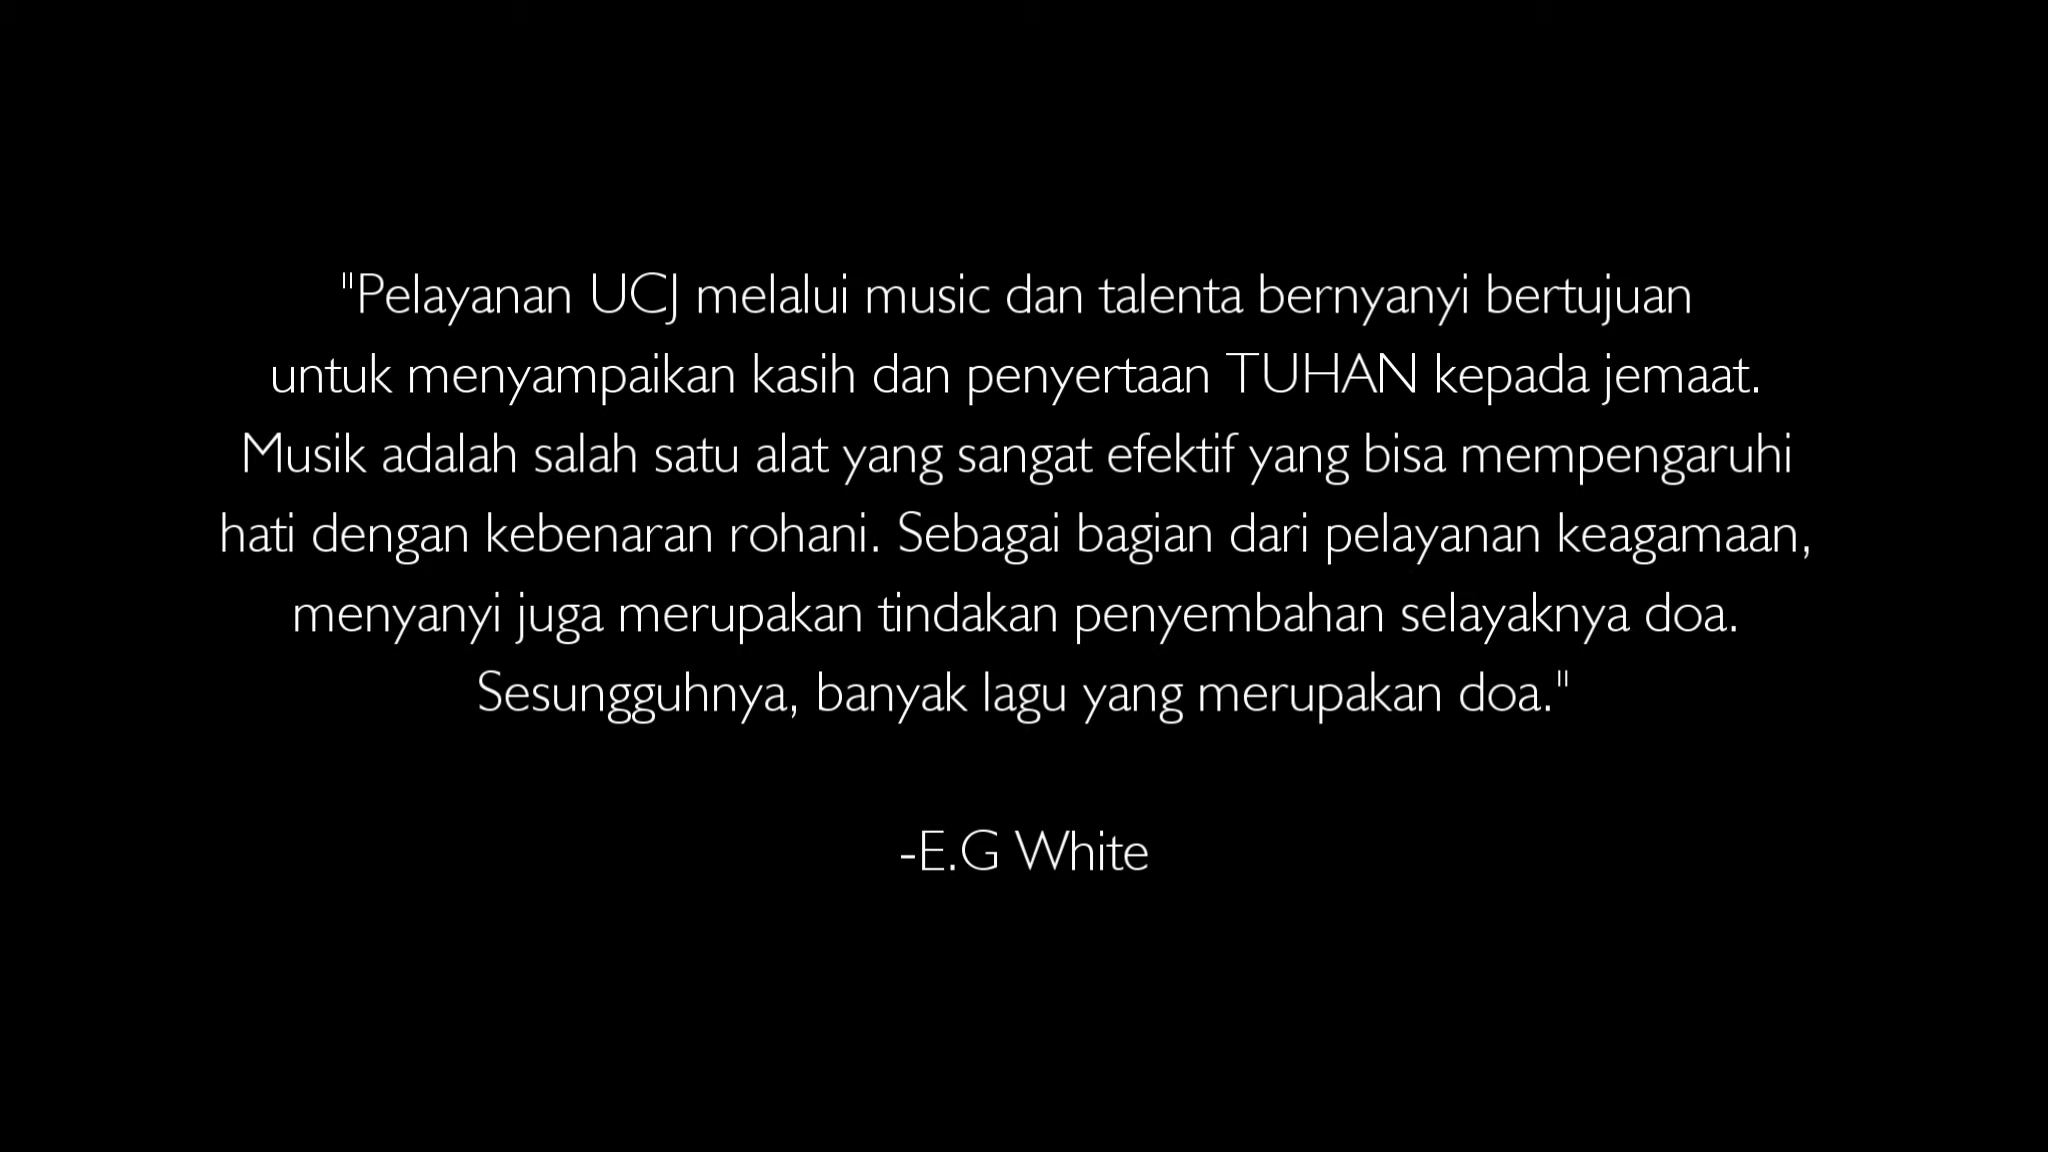 "Pelayanan UCJ melalui music dan talenta bernyanyi bertujuan
untuk menyampaikan kasih dan penyertaan TUHAN kepada jemaat.
Musik adalah salah satu alat yang sangat efektif yang bisa mempengaruhi
hati dengan kebenaran rohani. Sebagai bagian dari pelayanan keagamaan,
menyanyi juga merupakan tindakan penyembahan selayaknya doa.
Sesungguhnya, banyak lagu yang merupakan doa."
-E.G White